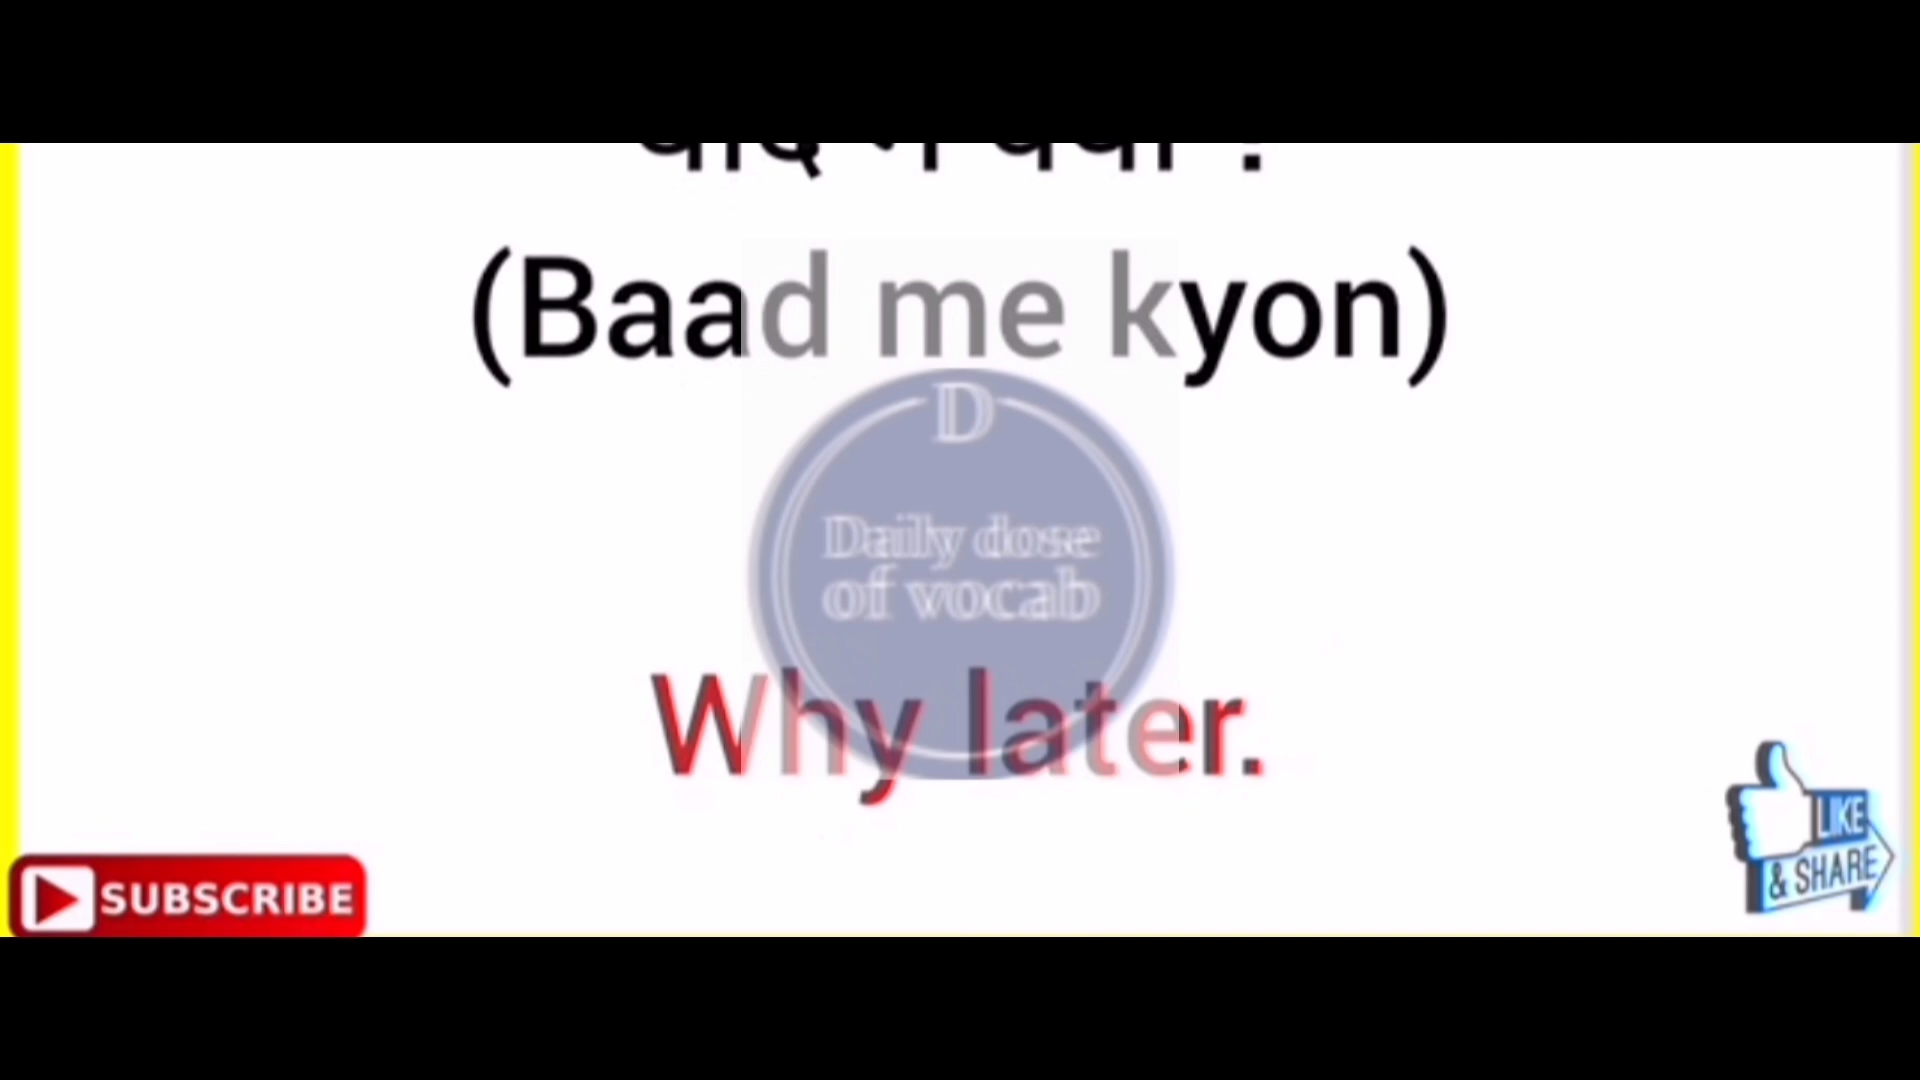 (Baad me kyon)
D
Daily dose
of vocab
Why later.
SUBSCRIBE
LIKE
& SHARE